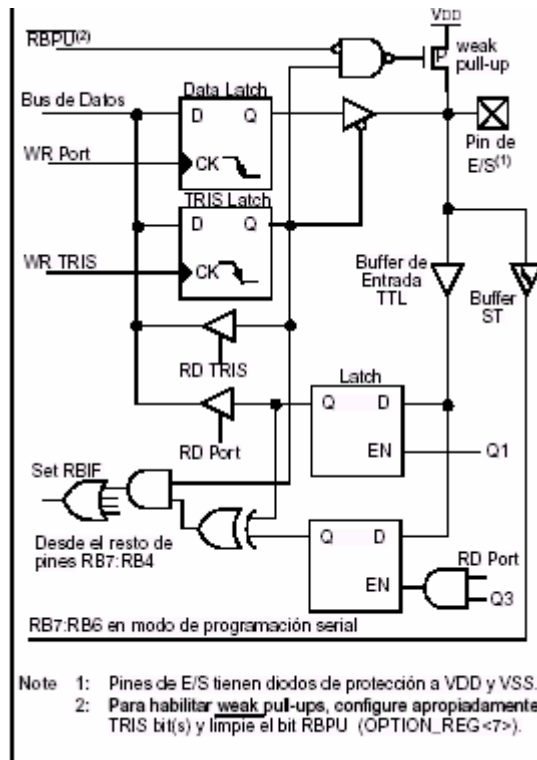 VDD
RBPU(2)
P
weak
pull-up
Bus de Datos
Data Latch
D Q
WR Port
CK
Pin de
E/S(1)
TRIS Latch
D Q
WR TRIS
CK
Buffer de
Entrada
TTL
Buffer
ST
RD TRIS
Latch
Q D
RD Port
EN
Q1
Set RBIF
Desde el resto de
pines RB7:RB4
Q D
RD Port
EN
Q3
RB7:RB6 en modo de programación serial
Note 1: Pines de E/S tienen diodos de protección a VDD y VSS.
2: Para habilitar weak pull-ups, configure apropiadamente
TRIS bit(s) y limpie el bit RBPU (OPTION_REG<7>).